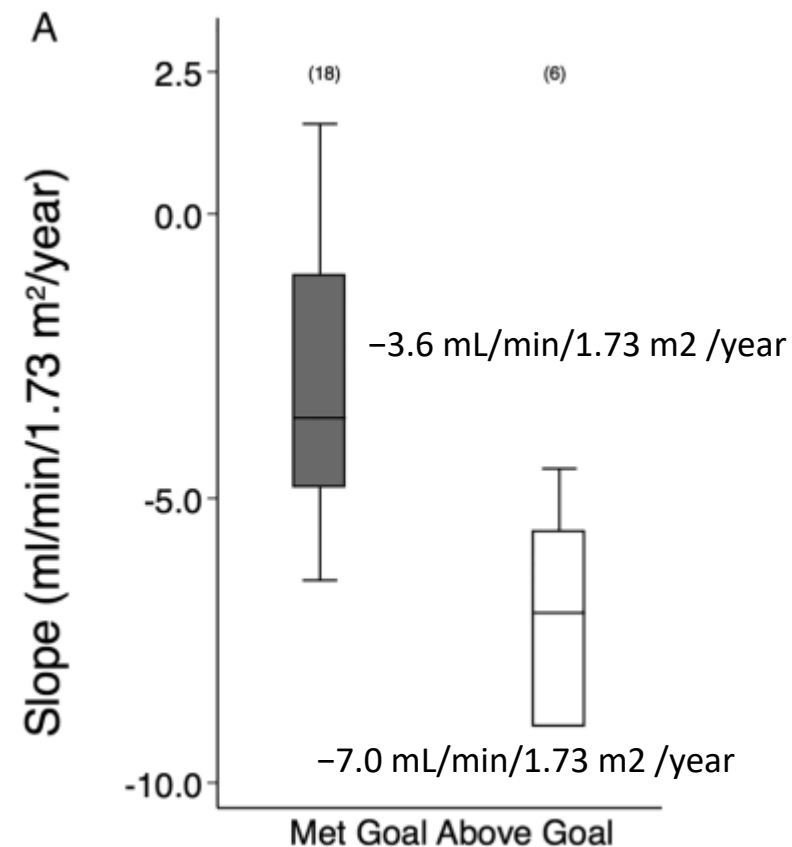 A
2.5
(18)
(6)
0.0
−3.6 mL/min/1.73 m2 /year
-5.0
−7.0 mL/min/1.73 m2 /year
-10.0
Slope (ml/min/1.73 m²/year)
Met Goal Above Goal